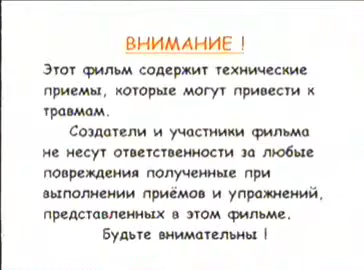 ВНИМАНИЕ !
Этот фильм содержит технические
приемы, которые могут привести к
травмам.
Создатели и участники фильма
не несут ответственности за любые
повреждения полученные при
выполнении приёмов и упражнений,
представленных в этом фильме.
Будьте внимательны !